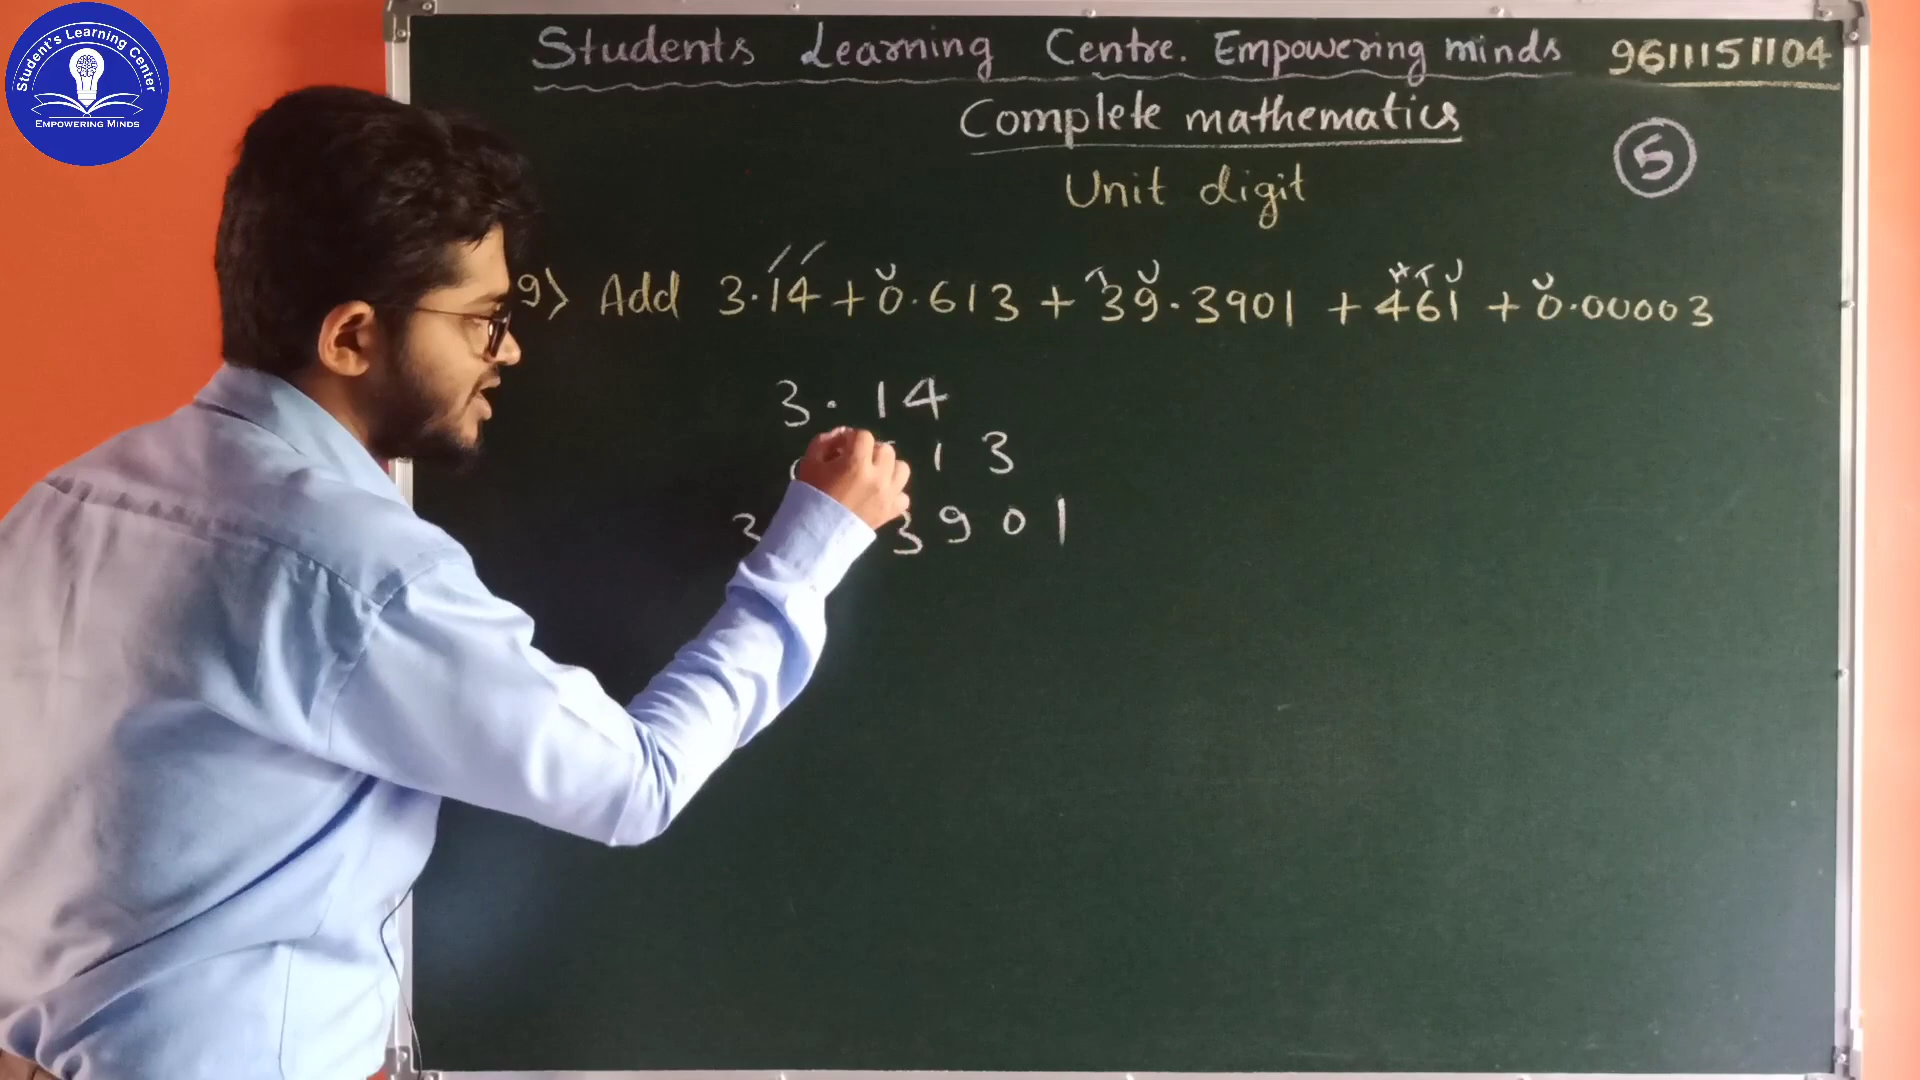 Student's Learning Center
EMPOWERING MINDS
Students Learning Centre. Empowering minds 9611151104
Complete mathematics
5
Unit digit
9) Add 3.14 + 0.613 + 39.3901 + 461 + 0.00003
3.14
1 3
3 3901